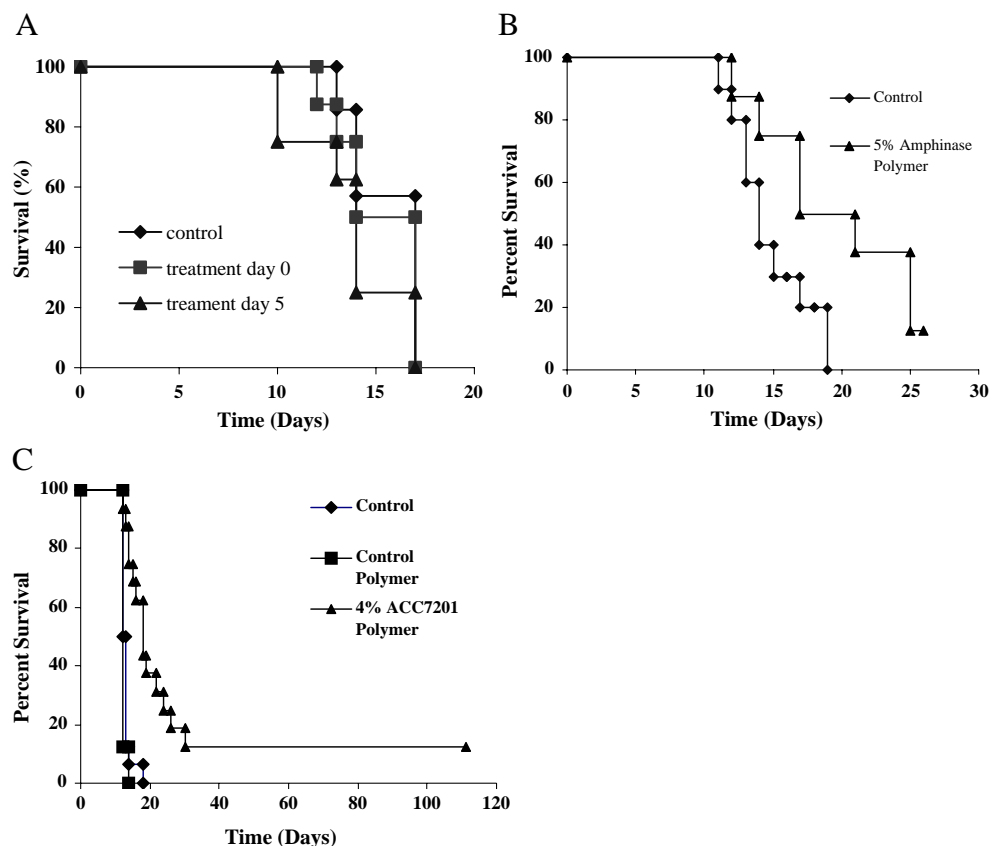 A
100
80
60
40
20
0
Survival (%)
control
treatment day 0
treament day 5
0 5 10 15 20
Time (Days)
B
100
80
60
40
20
0
Percent Survival
Control
5% Amphinase
Polymer
0 10 15 20 25 30
Time (Days)
C
100
80
60
40
20
0
Percent Survival
Control
Control
Polymer
4% ACC7201
Polymer
0 20 40 60 80 100 120
Time (Days)